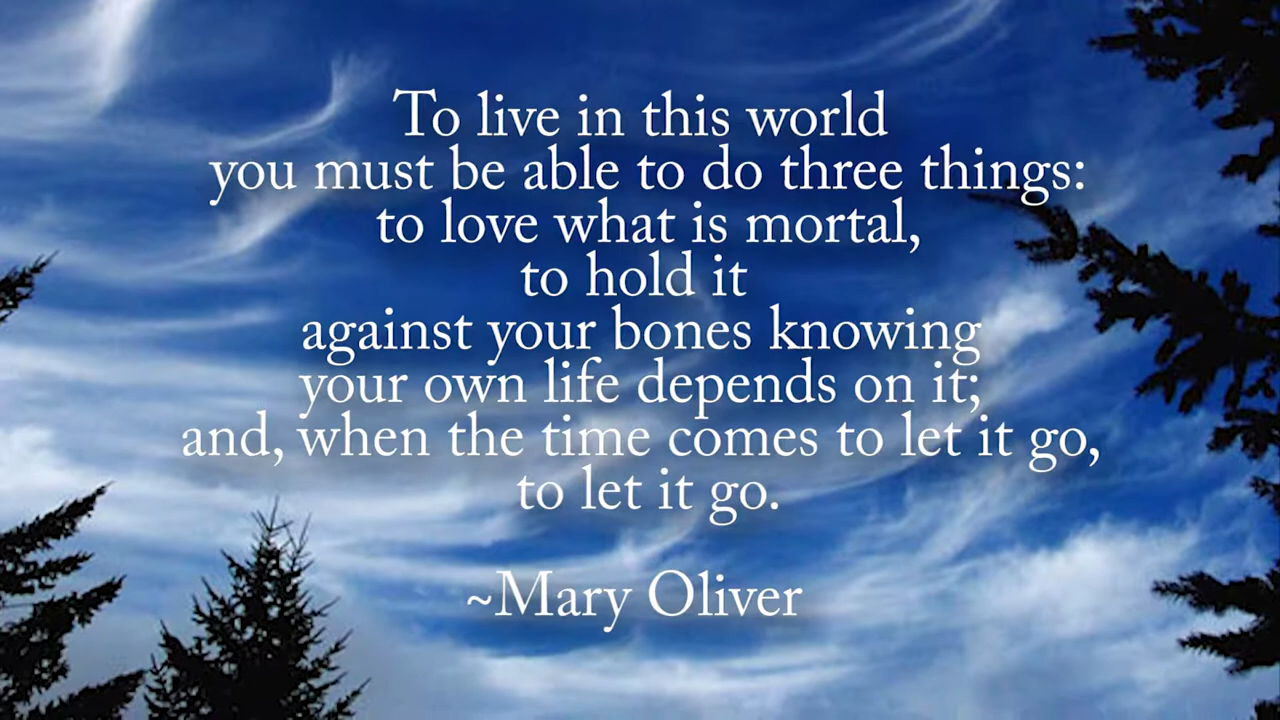 To live in this world
you must be able to do three things:
to love what is mortal,
to hold it
against your bones knowing
your own life depends on it;
and, when the time comes to let it go,
to let it go.
~Mary Oliver